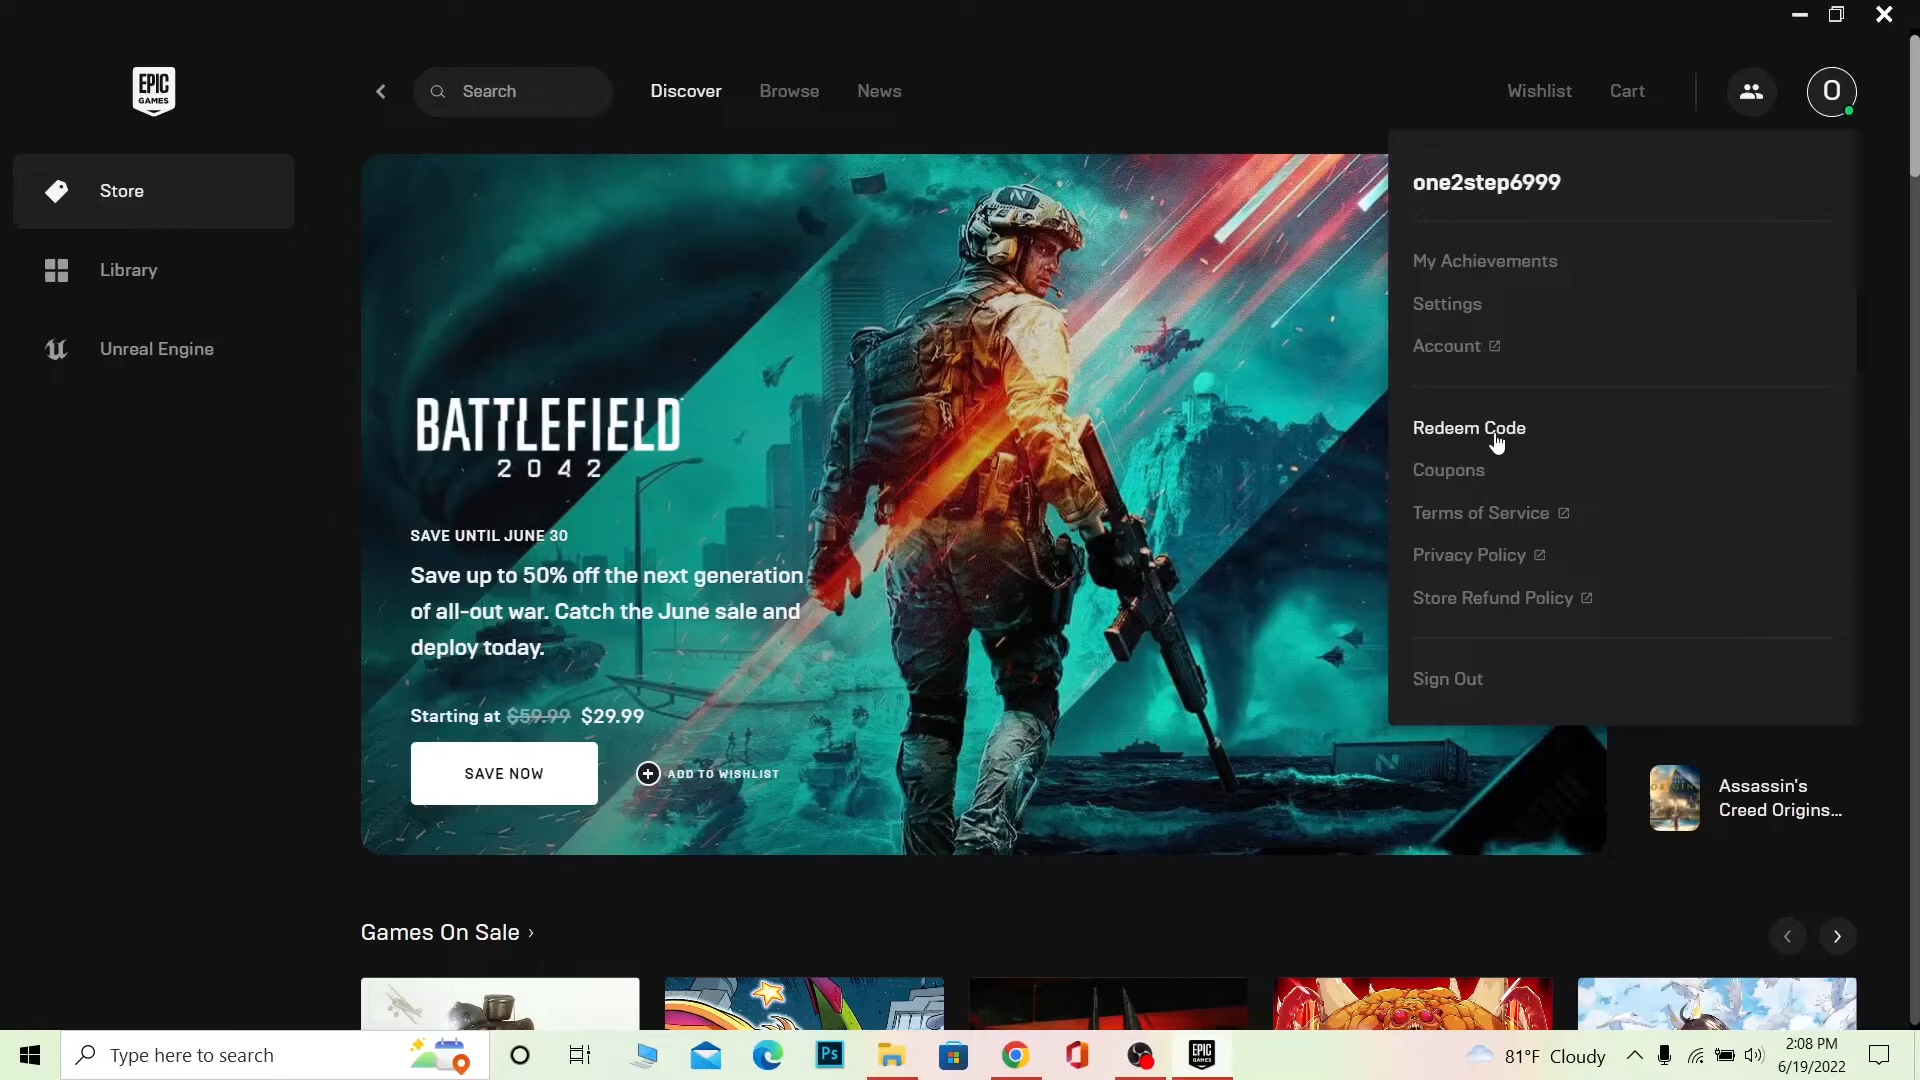 EPIC
GAMES
Search
Discover
Browse
News
Wishlist
Cart
O
Store
Library
Unreal Engine
one2step6999
My Achievements
Settings
Account
Redeem Code
Coupons
Terms of Service
Privacy Policy
Store Refund Policy
Sign Out
BATTLEFIELD
2042
SAVE UNTIL JUNE 30
Save up to 50% off the next generation
of all-out war. Catch the June sale and
deploy today.
Starting at $59.99 $29.99
SAVE NOW
ADD TO WISHLIST
Assassin's
Creed Origins...
Games On Sale
Type here to search
Ps
EPIC
GAMES
81°F Cloudy
2:08 PM
6/19/2022